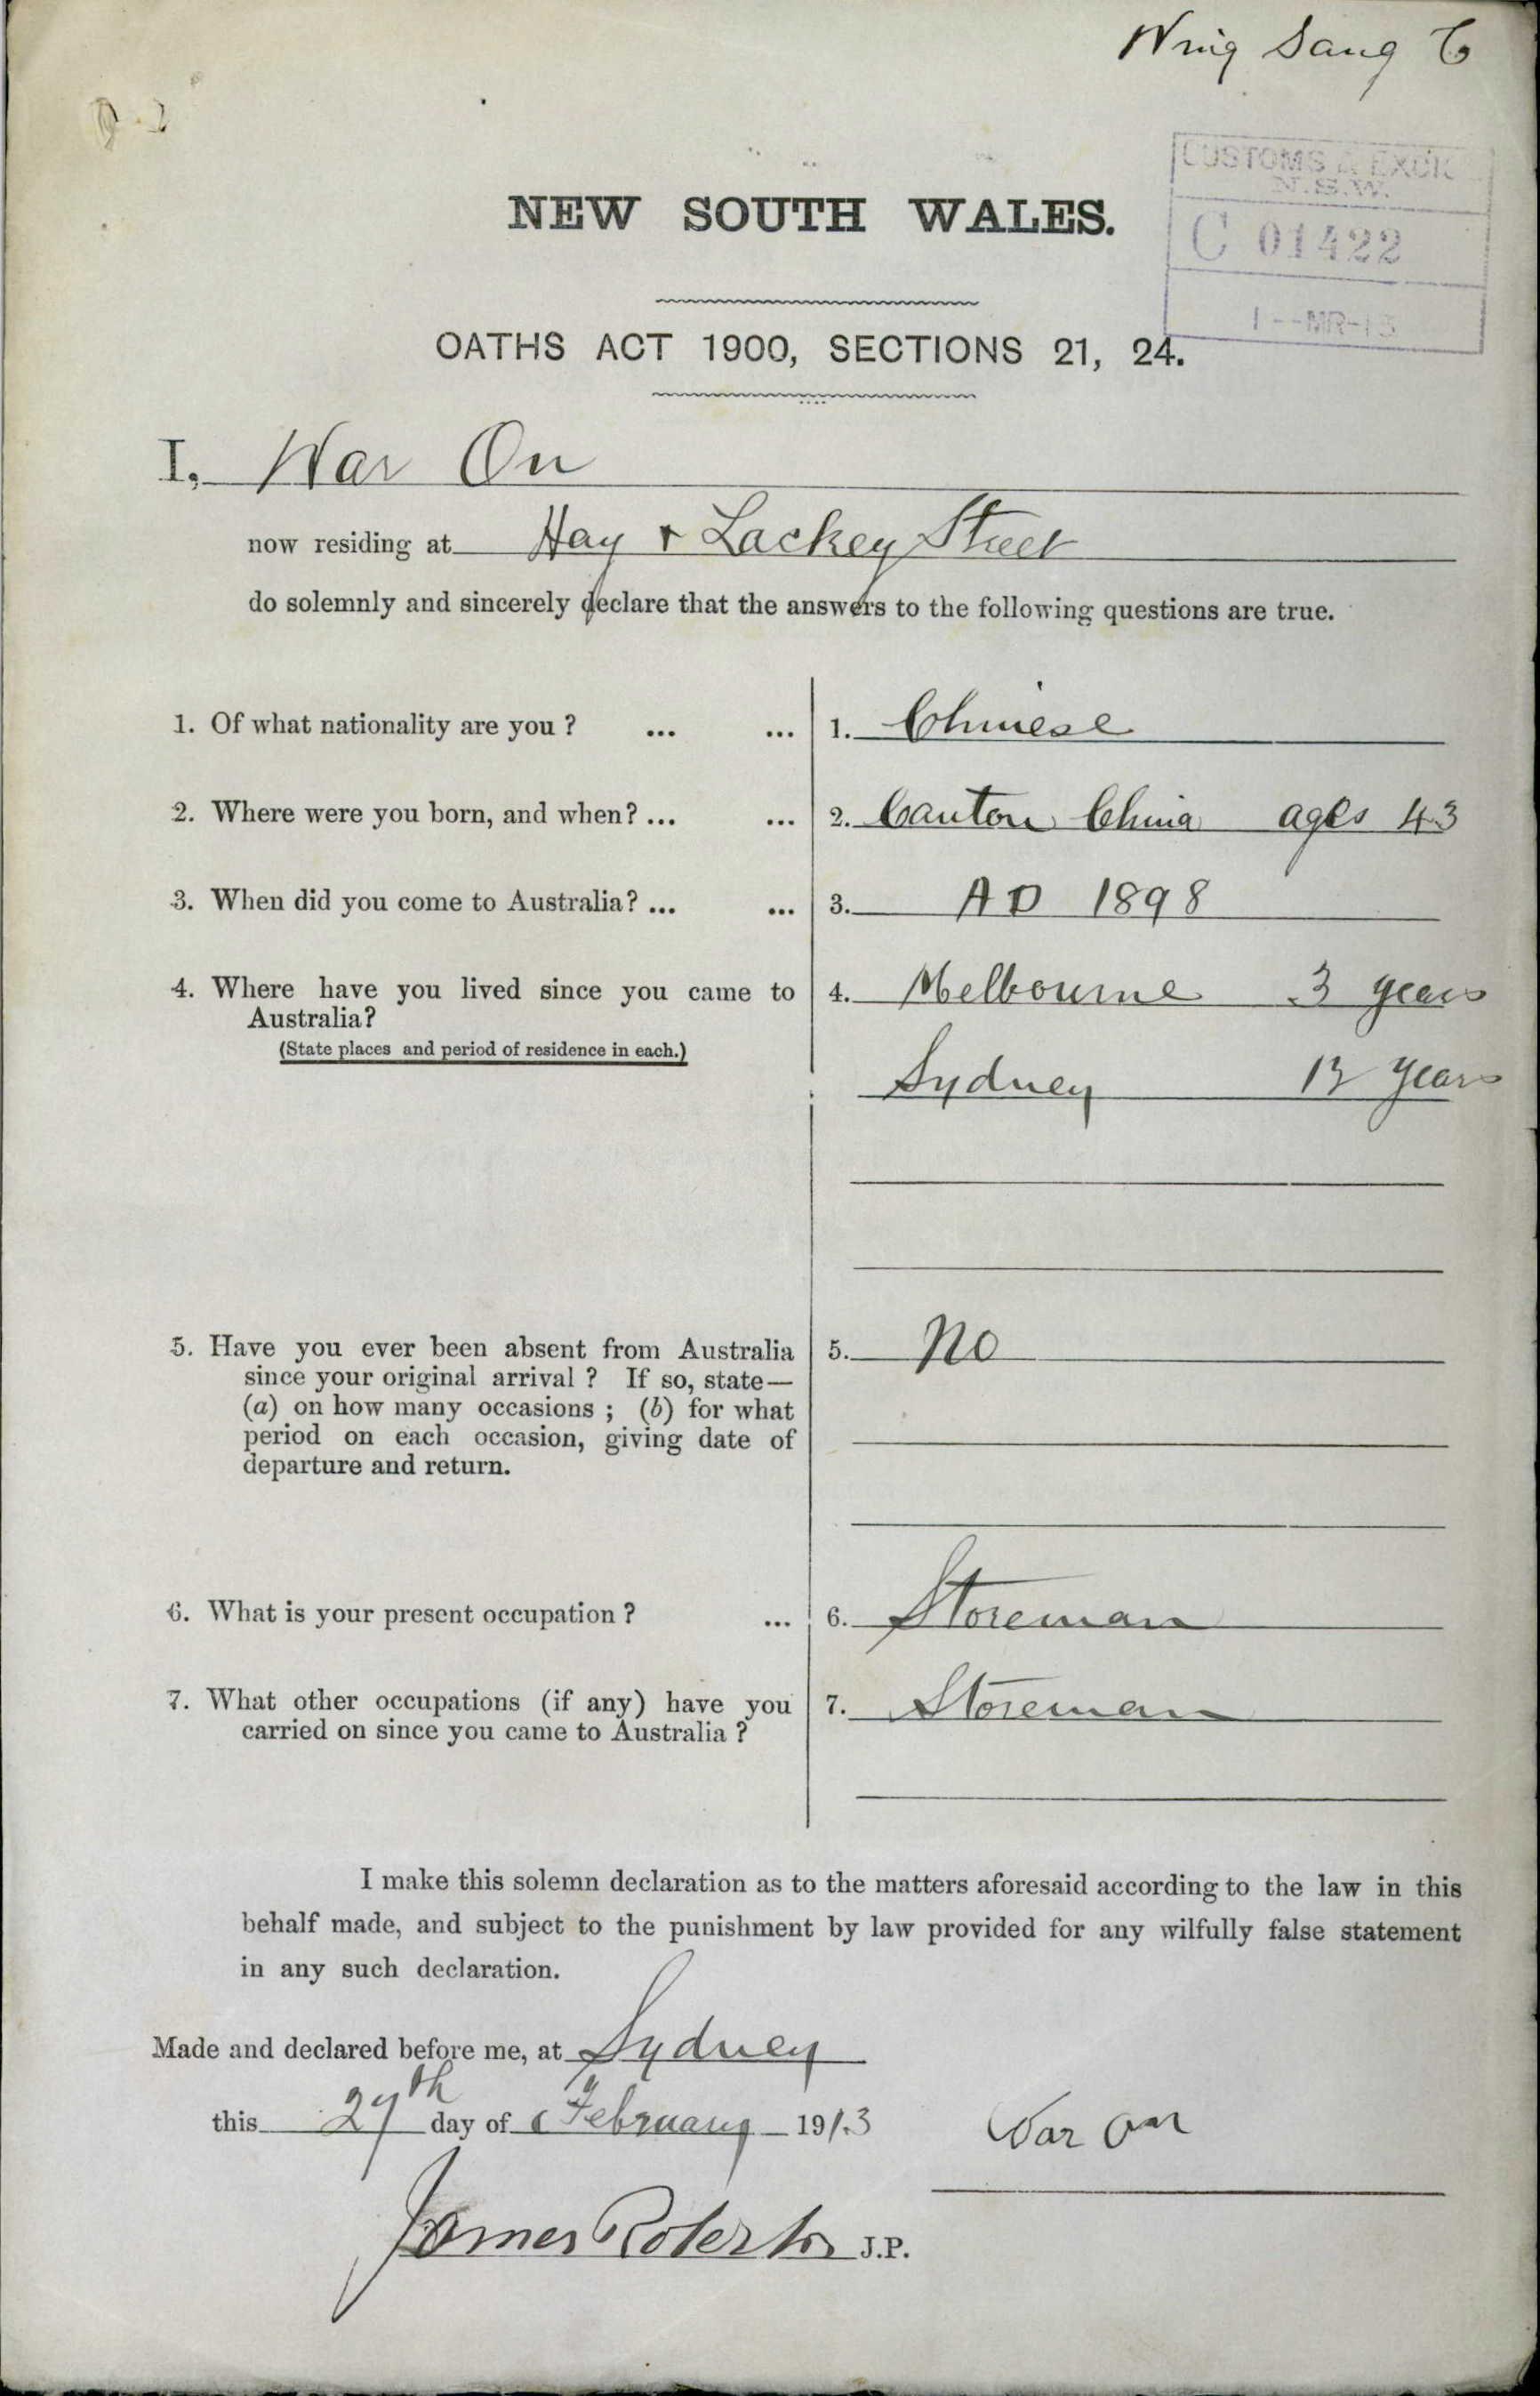 Wing Sang Co
CUSTOMS & EXCIS
N.S.W.
C 01422
1--MR-13
NEW SOUTH WALES.
OATHS ACT 1900, SECTIONS 21, 24.
I, War On
now residing at Hay & Lackey Street
do solemnly and sincerely declare that the answers to the following questions are true.
1. Of what nationality are you ? ... ... 1. Chinese
2. Where were you born, and when? ... ... 2. Canton China ages 43
3. When did you come to Australia? ... ... 3. AD 1898
4. Where have you lived since you came to 4. Melbourne 3 years
Australia?
(State places and period of residence in each.)
Sydney 12 years
5. Have you ever been absent from Australia 5. No
since your original arrival ? If so, state—
(a) on how many occasions ; (b) for what
period on each occasion, giving date of
departure and return.
6. What is your present occupation ? ... 6. Storeman
7. What other occupations (if any) have you 7. Storeman
carried on since you came to Australia ?
I make this solemn declaration as to the matters aforesaid according to the law in this
behalf made, and subject to the punishment by law provided for any wilfully false statement
in any such declaration.
Made and declared before me, at Sydney
this 27th day of February 1913
War on
James J.P.